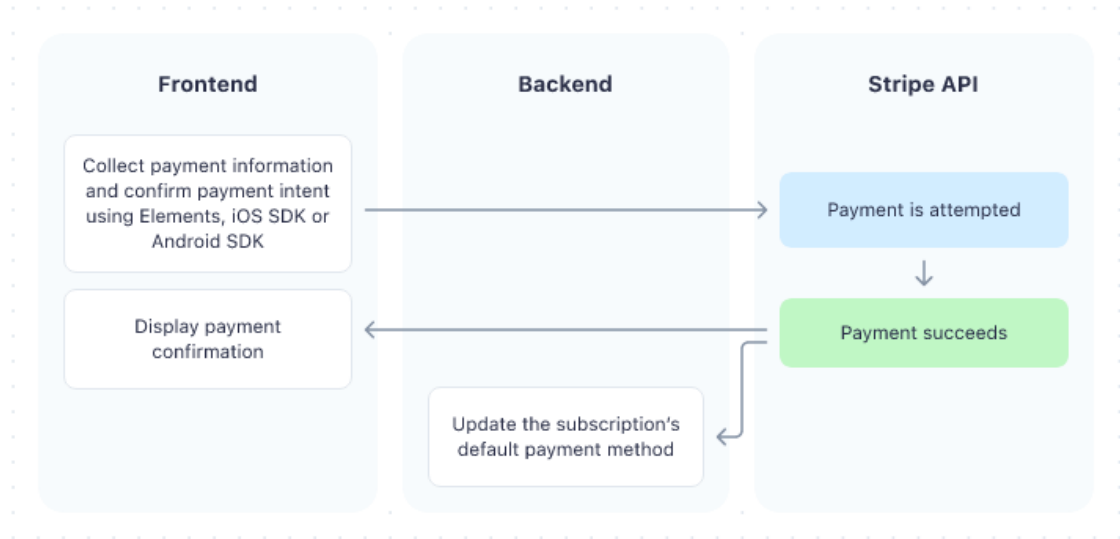 Frontend
Backend
Stripe API
Collect payment information
and confirm payment intent
using Elements, iOS SDK or
Android SDK
Payment is attempted
Display payment
confirmation
Payment succeeds
Update the subscription’s
default payment method